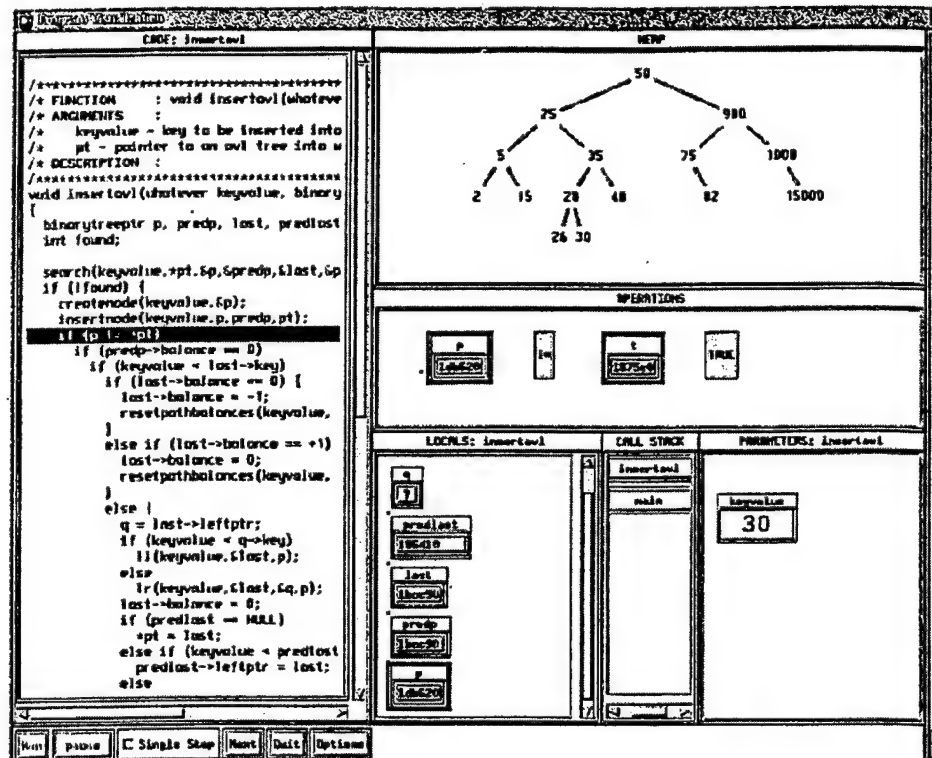 Program Visualization
CODE: insertavl
/****************************************
/* FUNCTION : void insertavl(whateve
/* ARGUMENTS :
/* keyvalue - key to be inserted into
/* pt - pointer to an avl tree into w
/* DESCRIPTION :
/****************************************
void insertavl(whatever keyvalue, binary
{
binarytreeptr p, predp, last, predlast
int found;
search(keyvalue,*pt,&p,&predp,&last,&p
if (!found) {
createnode(keyvalue,&p);
insertnode(keyvalue,p,predp,pt);
if (p != *pt)
if (predp->balance == 0)
if (keyvalue < last->key)
if (last->balance == 0) {
last->balance = -1;
resetpathbalances(keyvalue,
}
else if (last->balance == +1)
last->balance = 0;
resetpathbalances(keyvalue,
}
else {
q = last->leftptr;
if (keyvalue < q->key)
ll(keyvalue,&last,p);
else
lr(keyvalue,&last,&q,p);
last->balance = 0;
if (predlast == NULL)
*pt = last;
else if (keyvalue < predlast
predlast->leftptr = last;
else
HEAP
50
25 900
5 35 75 1000
2 15 28 40 82 15000
26 30
OPERATIONS
p
1db620
!=
t
TRUE
LOCALS: insertavl
q
?
predlast
last
predp
p
1db620
CALL STACK
insertavl
main
PARAMETERS: insertavl
keyvalue
30
Run
pause
Single Step
Next
Quit
Options